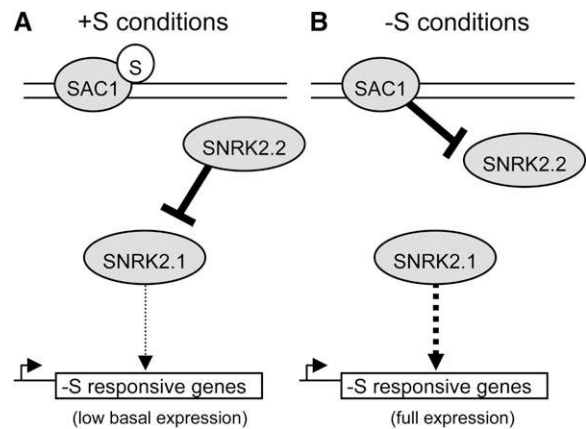 A +S conditions
S
SAC1
SNRK2.2
SNRK2.1
-S responsive genes
(low basal expression)
B -S conditions
SAC1
SNRK2.2
SNRK2.1
-S responsive genes
(full expression)